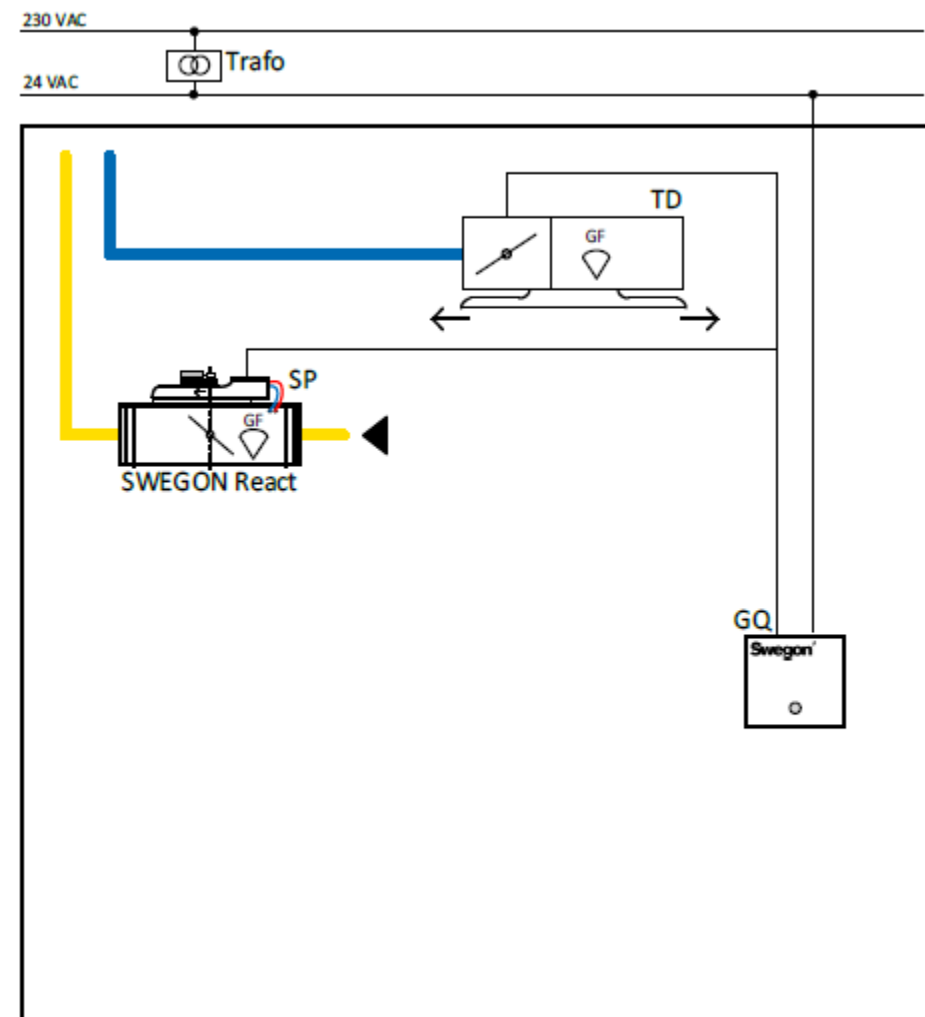 230 VAC
Trafo
24 VAC
TD
GF
SP
GF
SWEGON React
GQ
Swegon